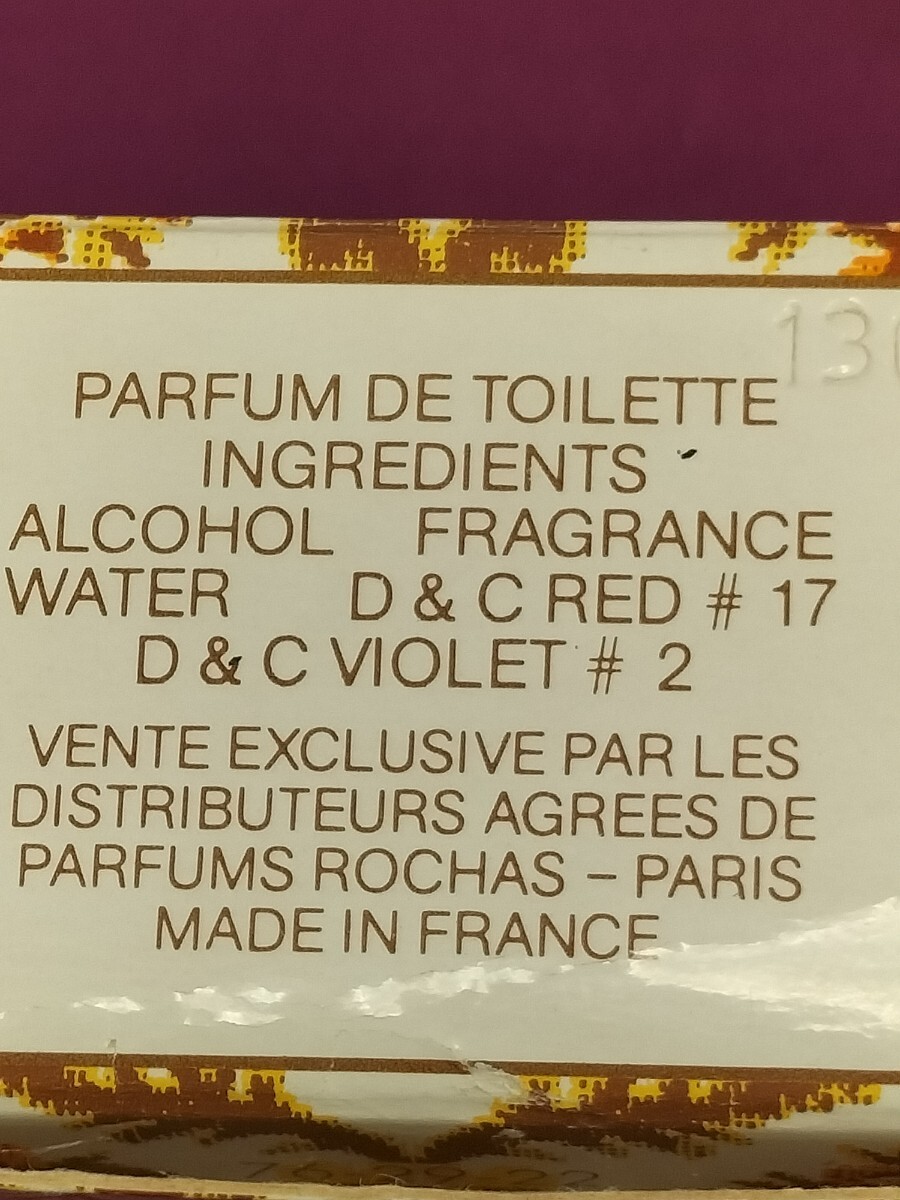 PARFUM DE TOILETTE
INGREDIENTS
ALCOHOL FRAGRANCE
WATER D & C RED # 17
D & C VIOLET # 2
VENTE EXCLUSIVE PAR LES
DISTRIBUTEURS AGREES DE
PARFUMS ROCHAS – PARIS
MADE IN FRANCE